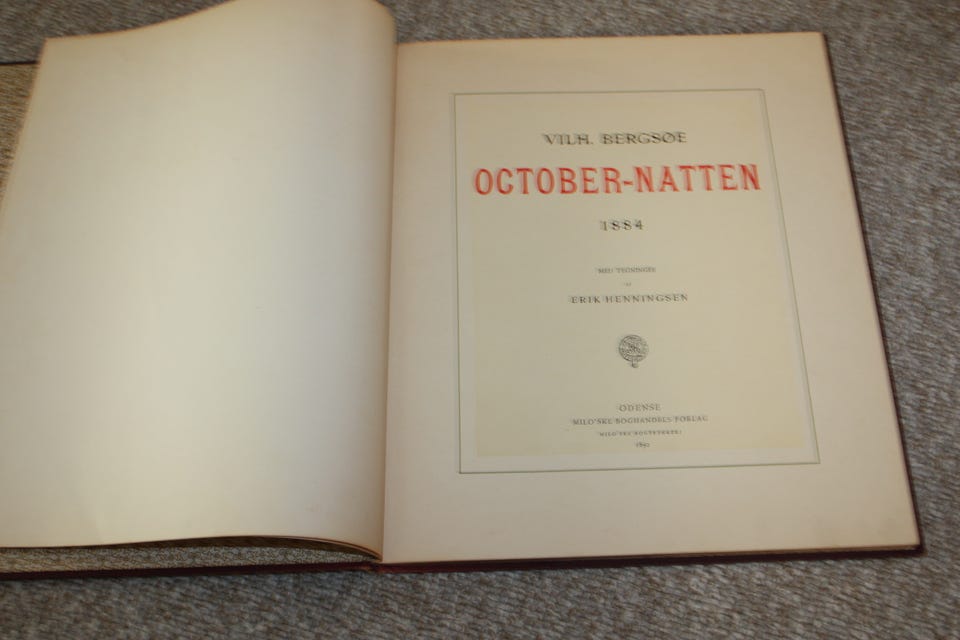 VILH. BERGSØE
OCTOBER-NATTEN
1884
MED TEGNINGER
AF
ERIK HENNINGSEN
ODENSE
MILO'SKE BOGHANDELS FORLAG